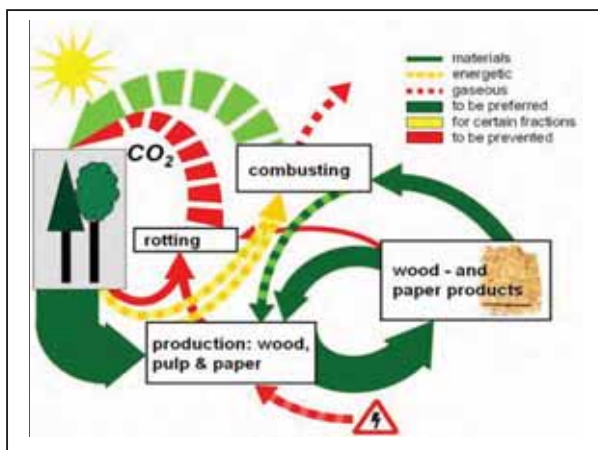 materials
energetic
gaseous
to be preferred
for certain fractions
to be prevented
CO2
combusting
rotting
wood - and
paper products
production: wood,
pulp & paper